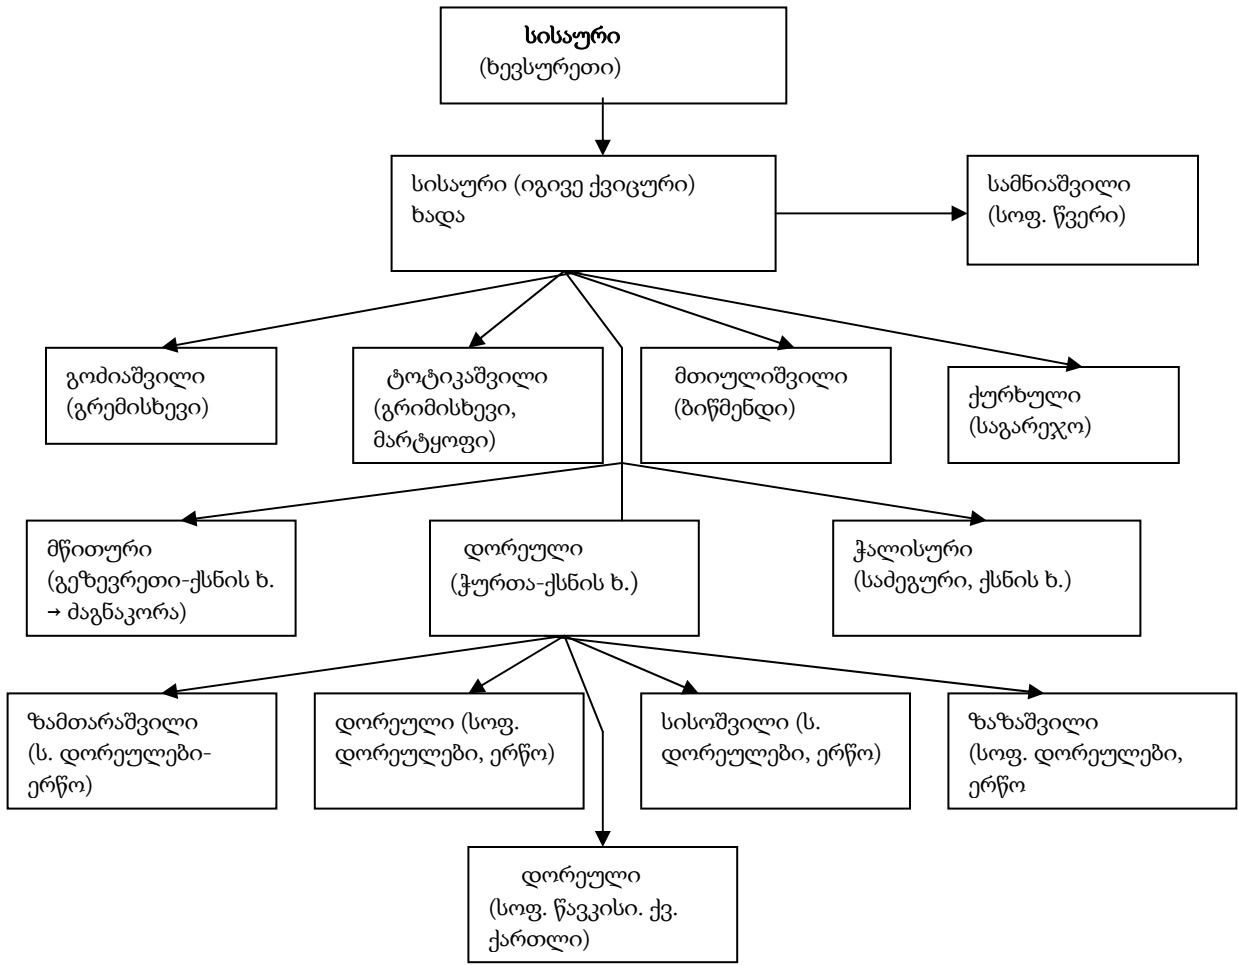 სისაური
(ხევსურეთი)
სისაური (იგივე ქვიცური)
ხადა
სამნიაშვილი
(სოფ. წვერი)
გოძიაშვილი
(გრემისხევი)
ტოტიკაშვილი
(გრიმისხევი,
მარტყოფი)
მთიულიშვილი
(ბიწმენდი)
ქურხული
(საგარეჯო)
მწითური
(გეზევრეთი-ქსნის ხ.
→ ძაგნაკორა)
დორეული
(ჭურთა-ქსნის ხ.)
ჭალისური
(საძეგური, ქსნის ხ.)
ზამთარაშვილი
(ს. დორეულები-
ერწო)
დორეული (სოფ.
დორეულები, ერწო)
სისოშვილი (ს.
დორეულები, ერწო)
ზაზაშვილი
(სოფ. დორეულები,
ერწო
დორეული
(სოფ. წავკისი. ქვ.
ქართლი)